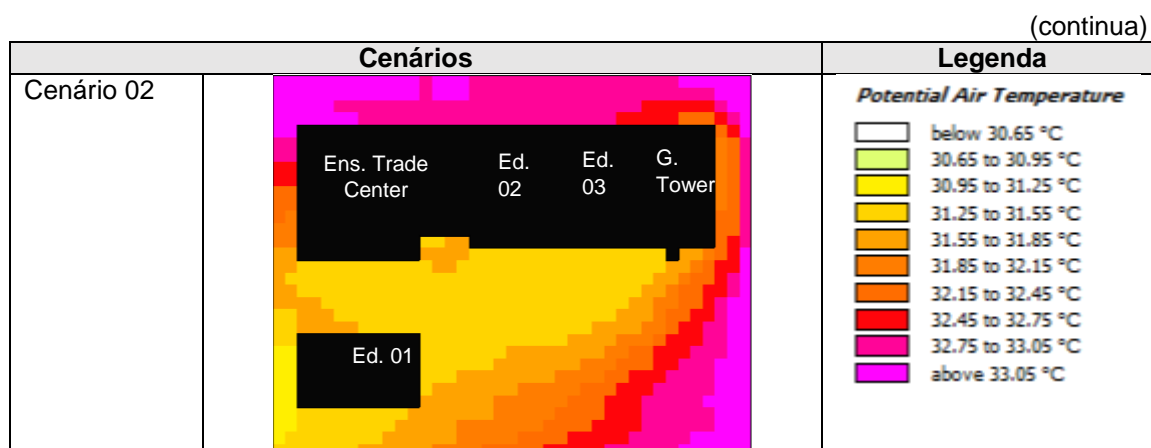 (continua)
Cenários Legenda
Cenário 02
Ens. Trade Center
Ed. 02
Ed. 03
G. Tower
Ed. 01
Potential Air Temperature
below 30.65 °C
30.65 to 30.95 °C
30.95 to 31.25 °C
31.25 to 31.55 °C
31.55 to 31.85 °C
31.85 to 32.15 °C
32.15 to 32.45 °C
32.45 to 32.75 °C
32.75 to 33.05 °C
above 33.05 °C